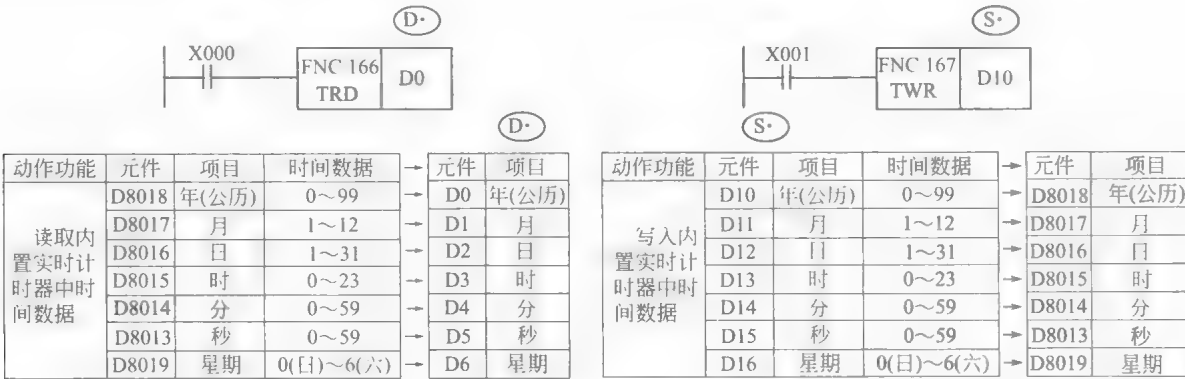 D·
X000
FNC 166
TRD
D0
D·
动作功能 元件 项目 时间数据 → 元件 项目
读取内置实时计时器中时间数据
D8018 年(公历) 0～99 → D0 年(公历)
D8017 月 1～12 → D1 月
D8016 日 1～31 → D2 日
D8015 时 0～23 → D3 时
D8014 分 0～59 → D4 分
D8013 秒 0～59 → D5 秒
D8019 星期 0(日)～6(六) → D6 星期
S·
X001
FNC 167
TWR
D10
S·
动作功能 元件 项目 时间数据 → 元件 项目
写入内置实时计时器中时间数据
D10 年(公历) 0～99 → D8018 年(公历)
D11 月 1～12 → D8017 月
D12 日 1～31 → D8016 日
D13 时 0～23 → D8015 时
D14 分 0～59 → D8014 分
D15 秒 0～59 → D8013 秒
D16 星期 0(日)～6(六) → D8019 星期